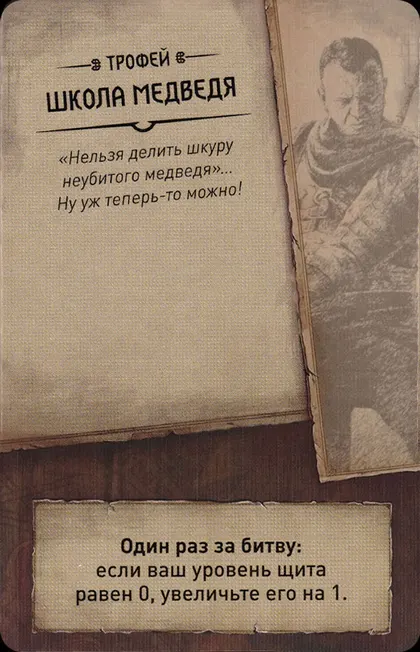 ТРОФЕЙ
ШКОЛА МЕДВЕДЯ
«Нельзя делить шкуру
неубитого медведя»...
Ну уж теперь-то можно!
Один раз за битву:
если ваш уровень щита
равен 0, увеличьте его на 1.